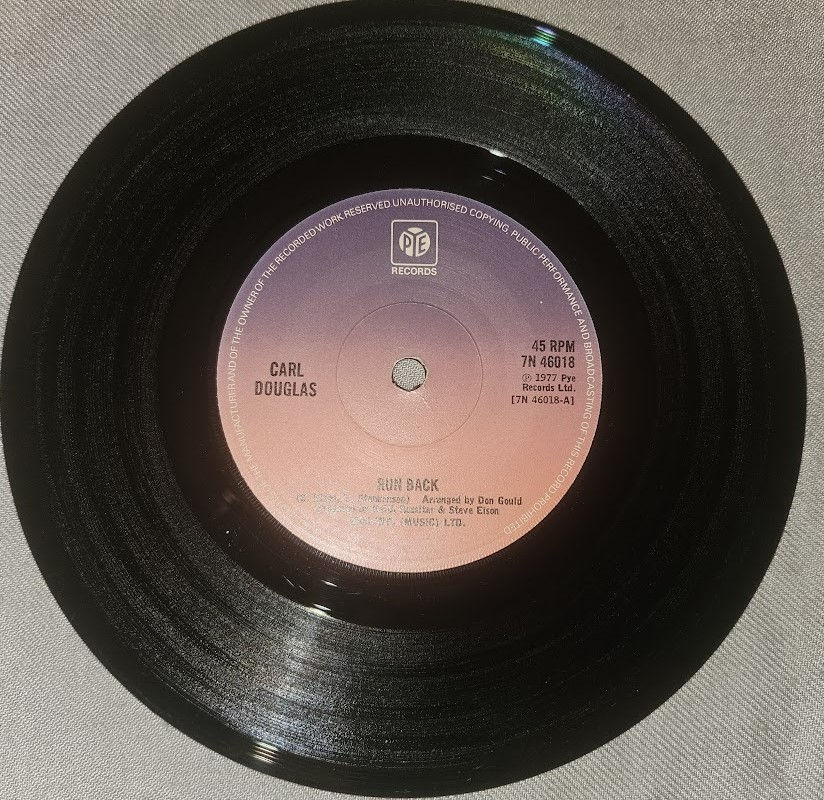 THE MANUFACTURER AND OF THE OWNER OF THE RECORDED WORK RESERVED UNAUTHORISED COPYING, PUBLIC PERFORMANCE AND BROADCASTING OF THIS RECORD PROHIBITED
PYE
RECORDS
CARL
DOUGLAS
45 RPM
7N 46018
℗ 1977 Pye
Records Ltd.
[7N 46018-A]
RUN BACK
Arranged by Don Gould
& Steve Elson
(MUSIC) LTD.